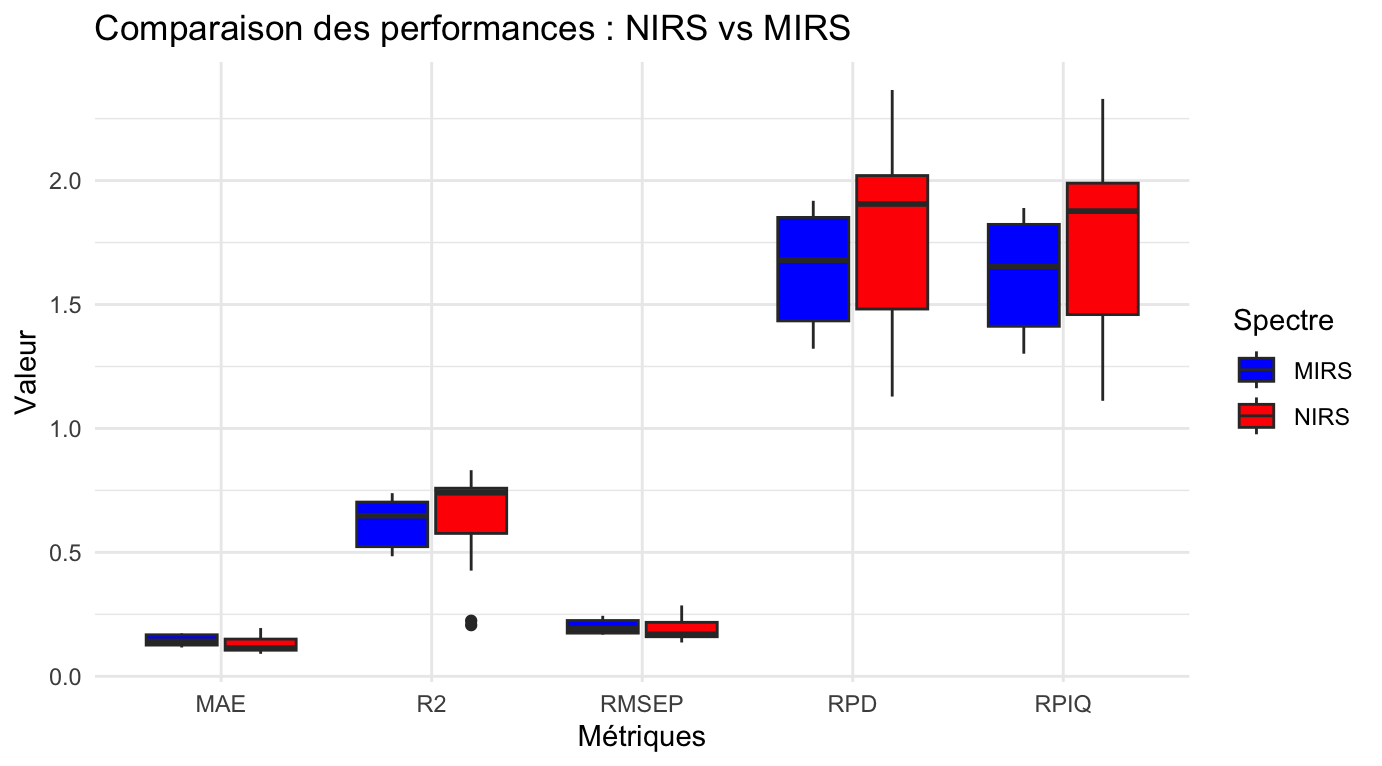 Comparaison des performances : NIRS vs MIRS
2.0
1.5
1.0
0.5
0.0
Valeur
MAE R2 RMSEP RPD RPIQ
Métriques
Spectre
MIRS
NIRS